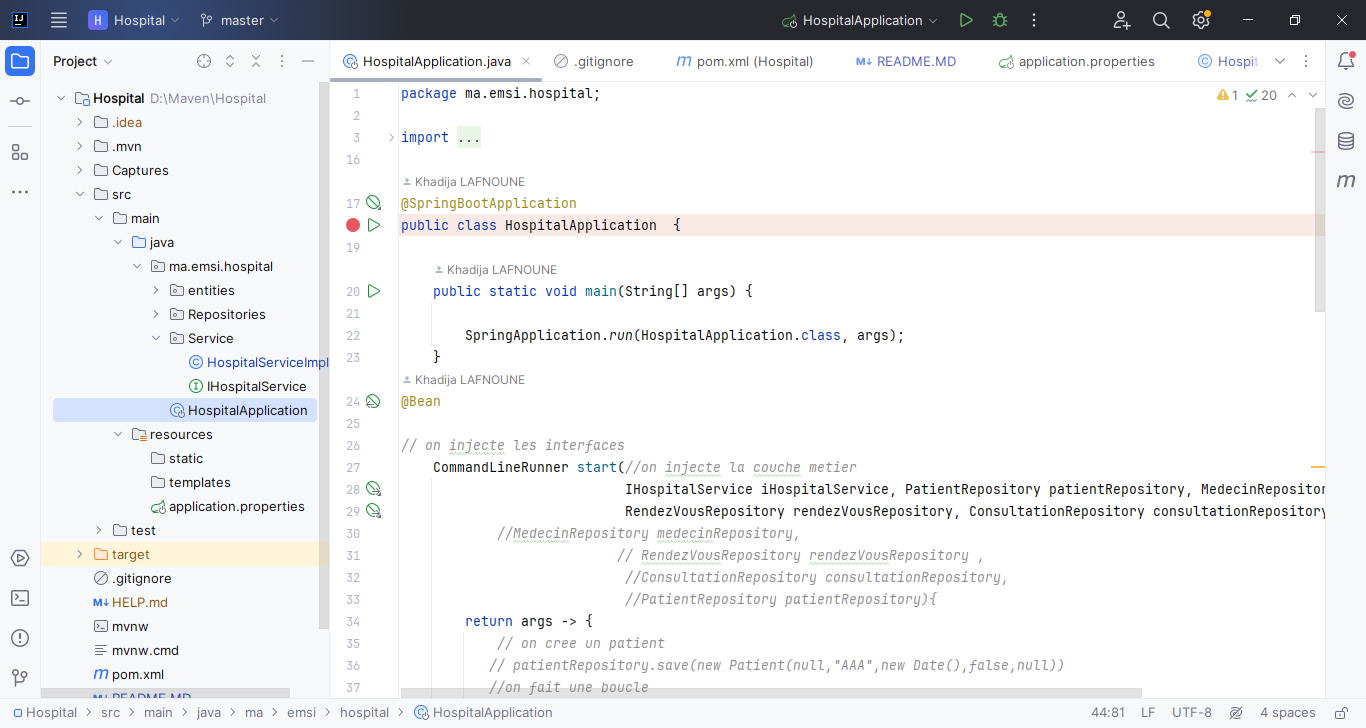 H Hospital master HospitalApplication
Project
HospitalApplication.java .gitignore m pom.xml (Hospital) M↓ README.MD application.properties C Hospit
Hospital D:\Maven\Hospital
.idea
.mvn
Captures
src
main
java
ma.emsi.hospital
entities
Repositories
Service
C HospitalServiceImpl
I IHospitalService
HospitalApplication
resources
static
templates
application.properties
test
target
.gitignore
M↓ HELP.md
mvnw
mvnw.cmd
m pom.xml
M↓ README.MD
1 package ma.emsi.hospital; 1 20
2
3 import ...
16
Khadija LAFNOUNE
17 @SpringBootApplication
public class HospitalApplication {
19
Khadija LAFNOUNE
20 public static void main(String[] args) {
21
22 SpringApplication.run(HospitalApplication.class, args);
23 }
Khadija LAFNOUNE
24 @Bean
25
26 // on injecte les interfaces
27 CommandLineRunner start(//on injecte la couche metier
28 IHospitalService iHospitalService, PatientRepository patientRepository, MedecinRepositor
29 RendezVousRepository rendezVousRepository, ConsultationRepository consultationRepository
30 //MedecinRepository medecinRepository,
31 // RendezVousRepository rendezVousRepository ,
32 //ConsultationRepository consultationRepository,
33 //PatientRepository patientRepository){
34 return args -> {
35 // on cree un patient
36 // patientRepository.save(new Patient(null,"AAA",new Date(),false,null))
37 //on fait une boucle
m
Hospital > src > main > java > ma > emsi > hospital > HospitalApplication 44:81 LF UTF-8 4 spaces